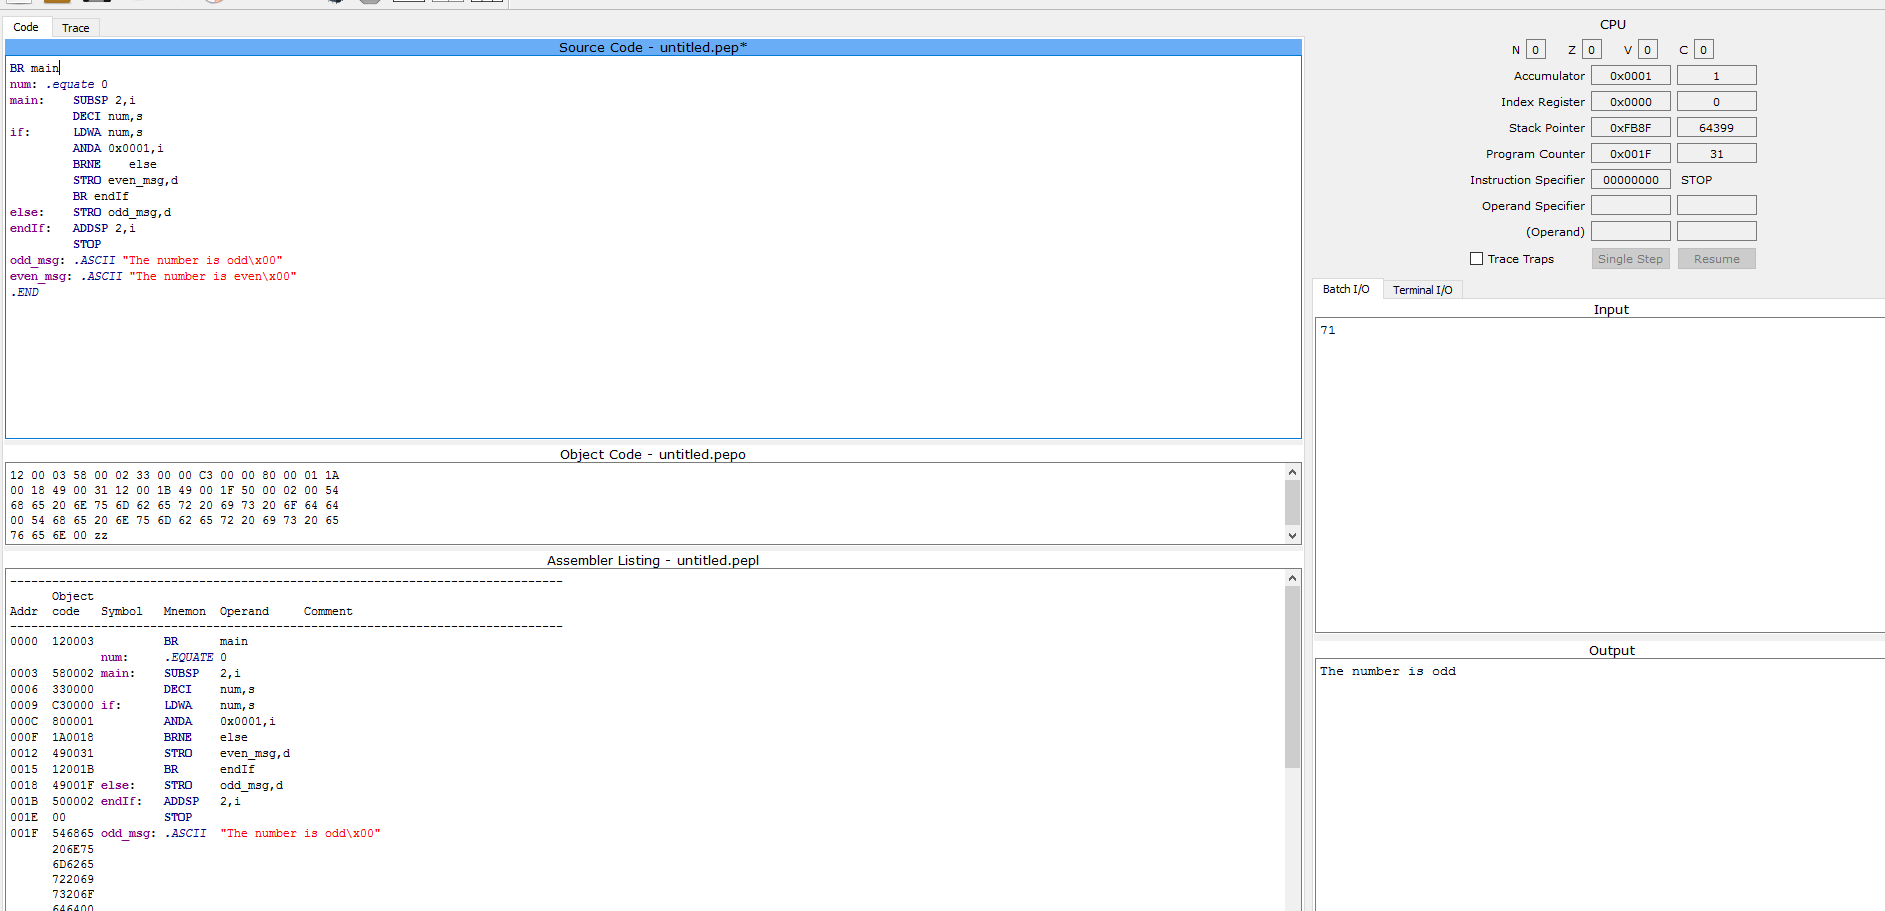 Code Trace
Source Code - untitled.pep*
BR main
num: .equate 0
main:    SUBSP 2,i
         DECI num,s
if:      LDWA num,s
         ANDA 0x0001,i
         BRNE    else
         STRO even_msg,d
         BR endIf
else:    STRO odd_msg,d
endIf:   ADDSP 2,i
         STOP
odd_msg: .ASCII "The number is odd\x00"
even_msg: .ASCII "The number is even\x00"
.END
Object Code - untitled.pepo
12 00 03 58 00 02 33 00 00 C3 00 00 80 00 01 1A
00 18 49 00 31 12 00 1B 49 00 1F 50 00 02 00 54
68 65 20 6E 75 6D 62 65 72 20 69 73 20 6F 64 64
00 54 68 65 20 6E 75 6D 62 65 72 20 69 73 20 65
76 65 6E 00 zz
Assembler Listing - untitled.pepl
-------------------------------------------------------------------------------
      Object
Addr  code   Symbol   Mnemon  Operand     Comment
-------------------------------------------------------------------------------
0000  120003          BR      main
             num:     .EQUATE 0
0003  580002 main:    SUBSP   2,i
0006  330000          DECI    num,s
0009  C30000 if:      LDWA    num,s
000C  800001          ANDA    0x0001,i
000F  1A0018          BRNE    else
0012  490031          STRO    even_msg,d
0015  12001B          BR      endIf
0018  49001F else:    STRO    odd_msg,d
001B  500002 endIf:   ADDSP   2,i
001E  00              STOP
001F  546865 odd_msg: .ASCII  "The number is odd\x00"
      206E75
      6D6265
      722069
      73206F
      646400
CPU
N 0 Z 0 V 0 C 0
Accumulator 0x0001 1
Index Register 0x0000 0
Stack Pointer 0xFB8F 64399
Program Counter 0x001F 31
Instruction Specifier 00000000 STOP
Operand Specifier
(Operand)
Trace Traps Single Step Resume
Batch I/O Terminal I/O
Input
71
Output
The number is odd